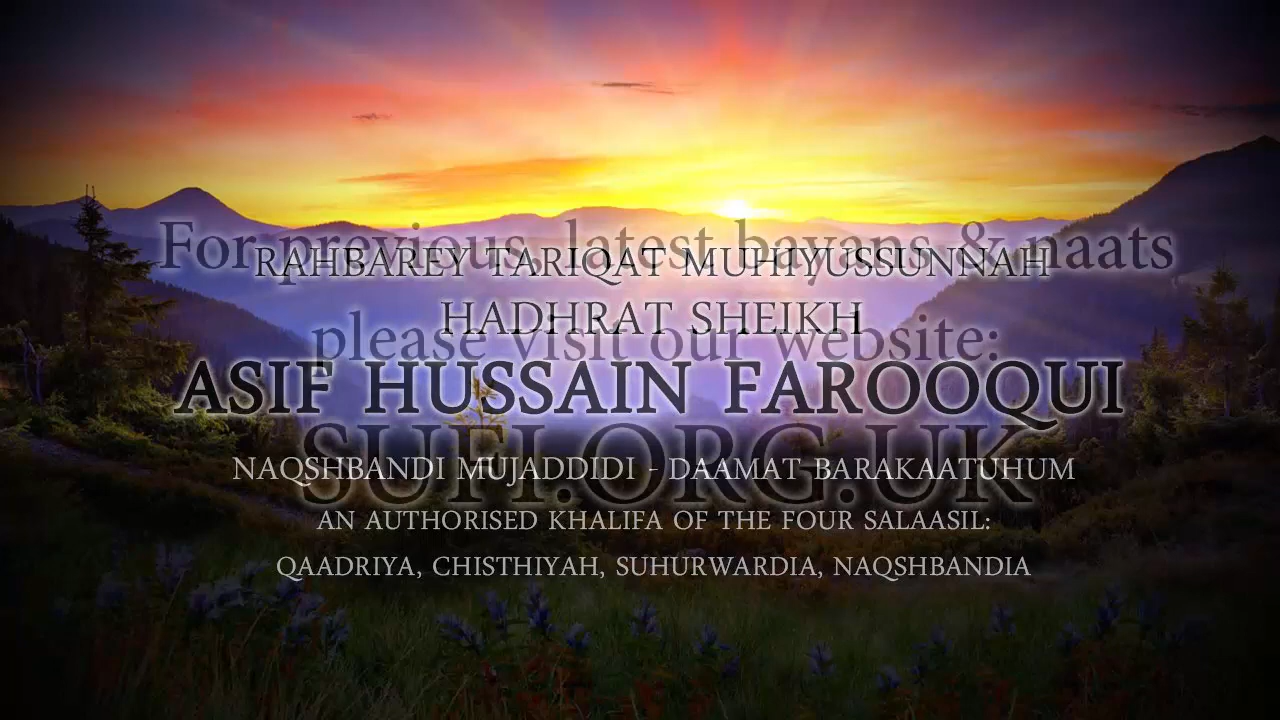 For previous, latest bayans & naats
RAHBAREY TARIQAT MUHIYUSSUNNAH
HADHRAT SHEIKH
please visit our website:
ASIF HUSSAIN FAROOQUI
SUFI.ORG.UK
NAQSHBANDI MUJADDIDI - DAAMAT BARAKAATUHUM
AN AUTHORISED KHALIFA OF THE FOUR SALAASIL:
QAADRIYA, CHISTHIYAH, SUHURWARDIA, NAQSHBANDIA